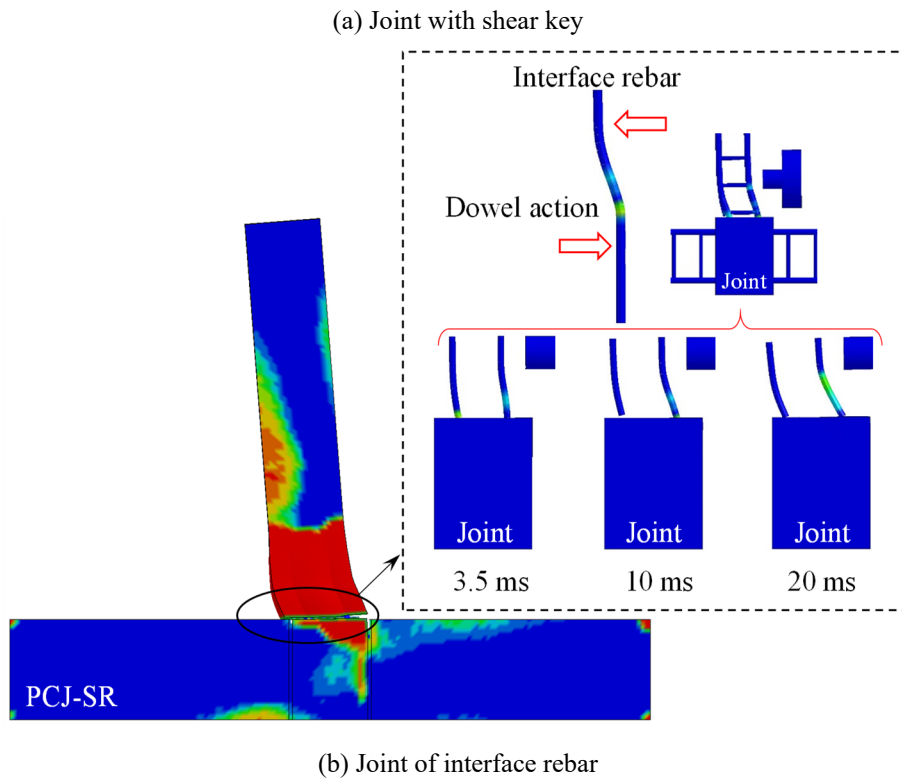 (a) Joint with shear key
Interface rebar
Dowel action
Joint
Joint
Joint
Joint
3.5 ms
10 ms
20 ms
PCJ-SR
(b) Joint of interface rebar